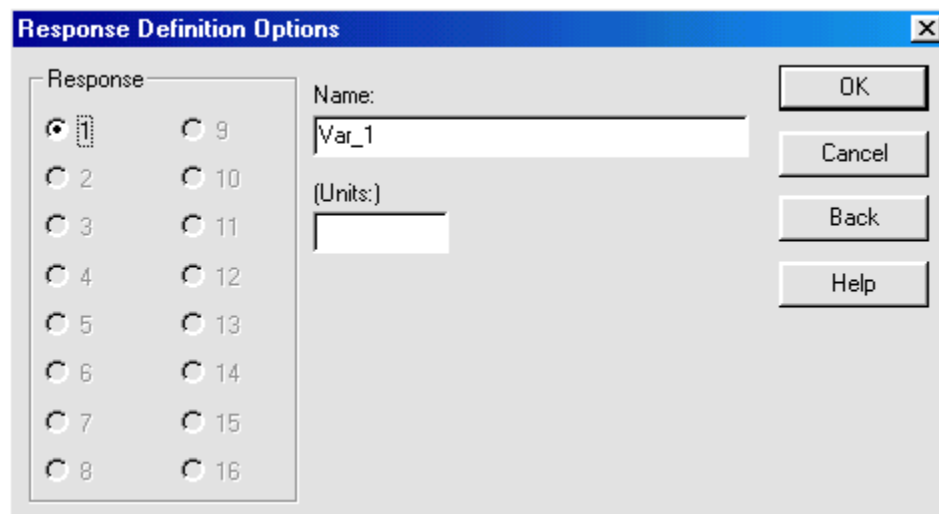 Response Definition Options
Response
1
9
2
10
3
11
4
12
5
13
6
14
7
15
8
16
Name:
Var_1
(Units:)
OK
Cancel
Back
Help